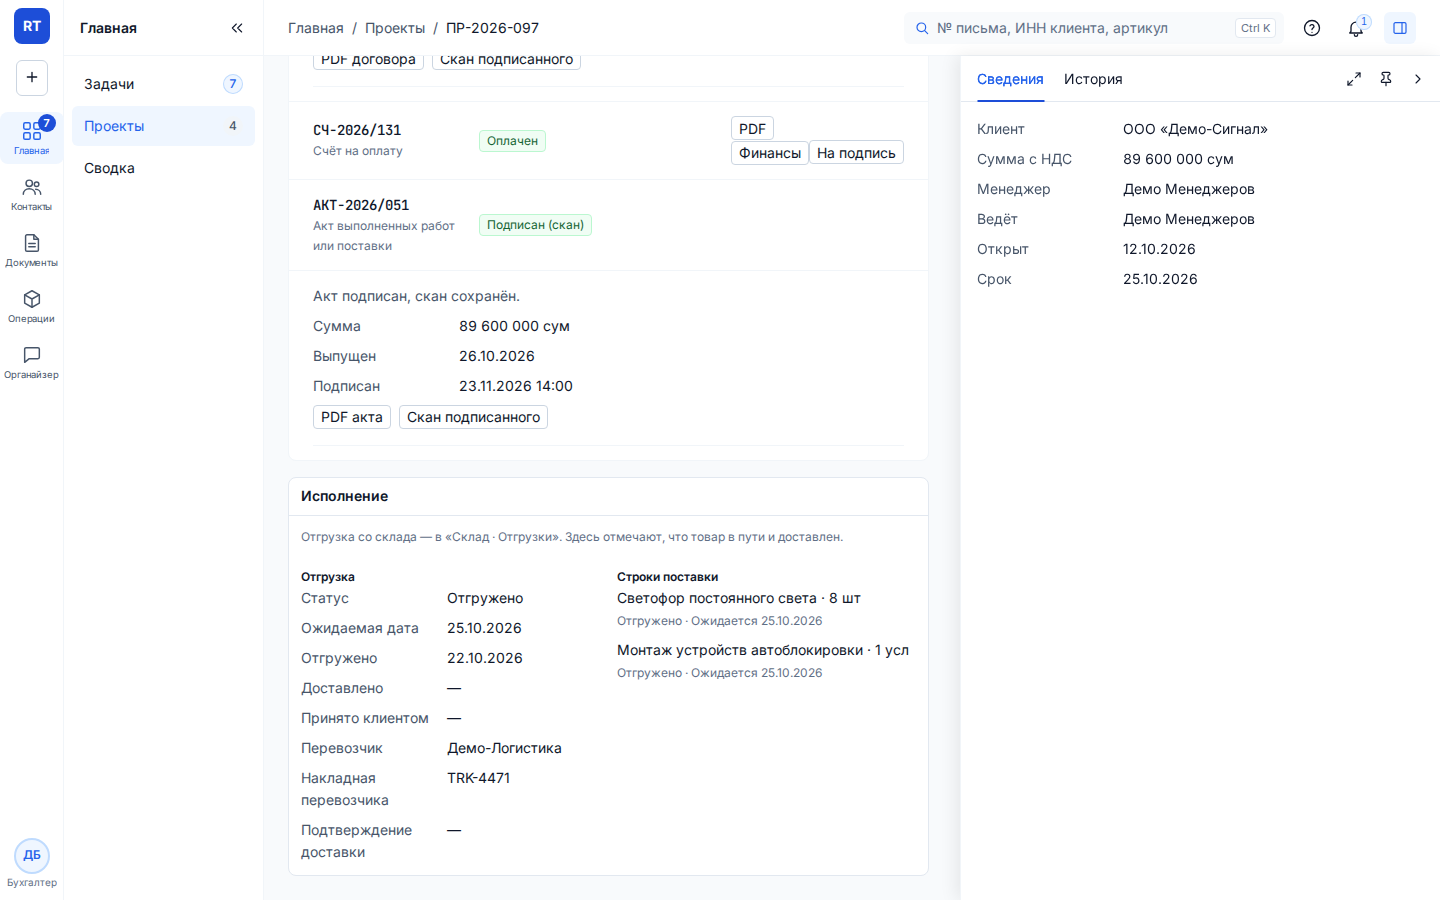 RT
Главная
Главная / Проекты / ПР-2026-097
№ письма, ИНН клиента, артикул
Ctrl K
1
7
Главная
Контакты
Документы
Операции
Органайзер
ДБ
Бухгалтер
Задачи 7
Проекты 4
Сводка
PDF договора Скан подписанного
СЧ-2026/131
Счёт на оплату
Оплачен
PDF
Финансы На подпись
АКТ-2026/051
Акт выполненных работ
или поставки
Подписан (скан)
Акт подписан, скан сохранён.
Сумма 89 600 000 сум
Выпущен 26.10.2026
Подписан 23.11.2026 14:00
PDF акта Скан подписанного
Исполнение
Отгрузка со склада — в «Склад · Отгрузки». Здесь отмечают, что товар в пути и доставлен.
Отгрузка
Статус Отгружено
Ожидаемая дата 25.10.2026
Отгружено 22.10.2026
Доставлено —
Принято клиентом —
Перевозчик Демо-Логистика
Накладная TRK-4471
перевозчика
Подтверждение —
доставки
Строки поставки
Светофор постоянного света · 8 шт
Отгружено · Ожидается 25.10.2026
Монтаж устройств автоблокировки · 1 усл
Отгружено · Ожидается 25.10.2026
Сведения История
Клиент ООО «Демо-Сигнал»
Сумма с НДС 89 600 000 сум
Менеджер Демо Менеджеров
Ведёт Демо Менеджеров
Открыт 12.10.2026
Срок 25.10.2026